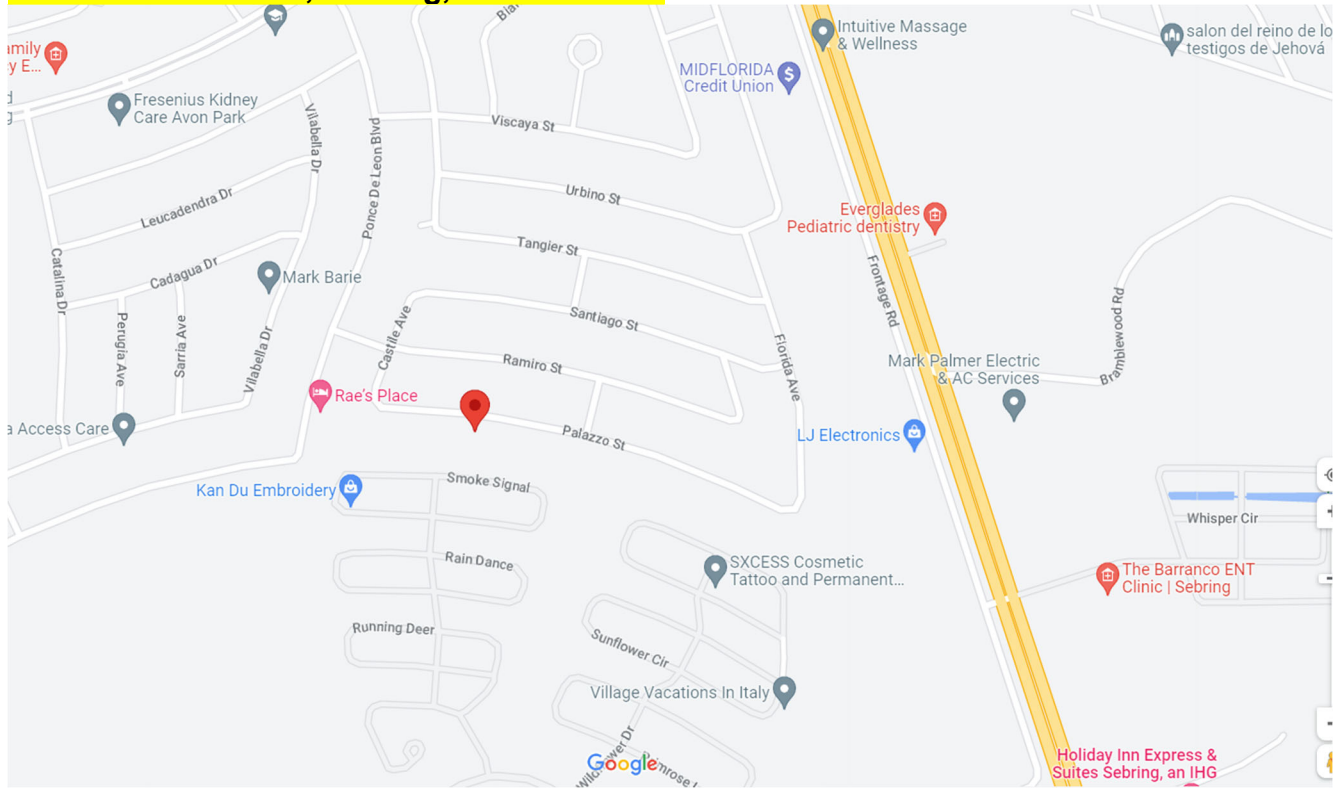 Intuitive Massage
& Wellness
salon del reino de lo
testigos de Jehová
amily
y E...
MIDFLORIDA
Credit Union
Fresenius Kidney
Care Avon Park
d
g
Vilabella Dr
Ponce De Leon Blvd
Viscaya St
Leucadendra Dr
Urbino St
Everglades
Pediatric dentistry
Tangier St
Catalina Dr
Cadagua Dr
Mark Barie
Frontage Rd
Bramblewood Rd
Perugia Ave
Sarria Ave
Vilabella Dr
Castile Ave
Santiago St
Ramiro St
Florida Ave
Mark Palmer Electric
& AC Services
Rae's Place
a Access Care
Palazzo St
LJ Electronics
Kan Du Embroidery
Smoke Signal
Whisper Cir
Rain Dance
SXCESS Cosmetic
Tattoo and Permanent...
The Barranco ENT
Clinic | Sebring
Running Deer
Sunflower Cir
Village Vacations In Italy
Google
Holiday Inn Express &
Suites Sebring, an IHG